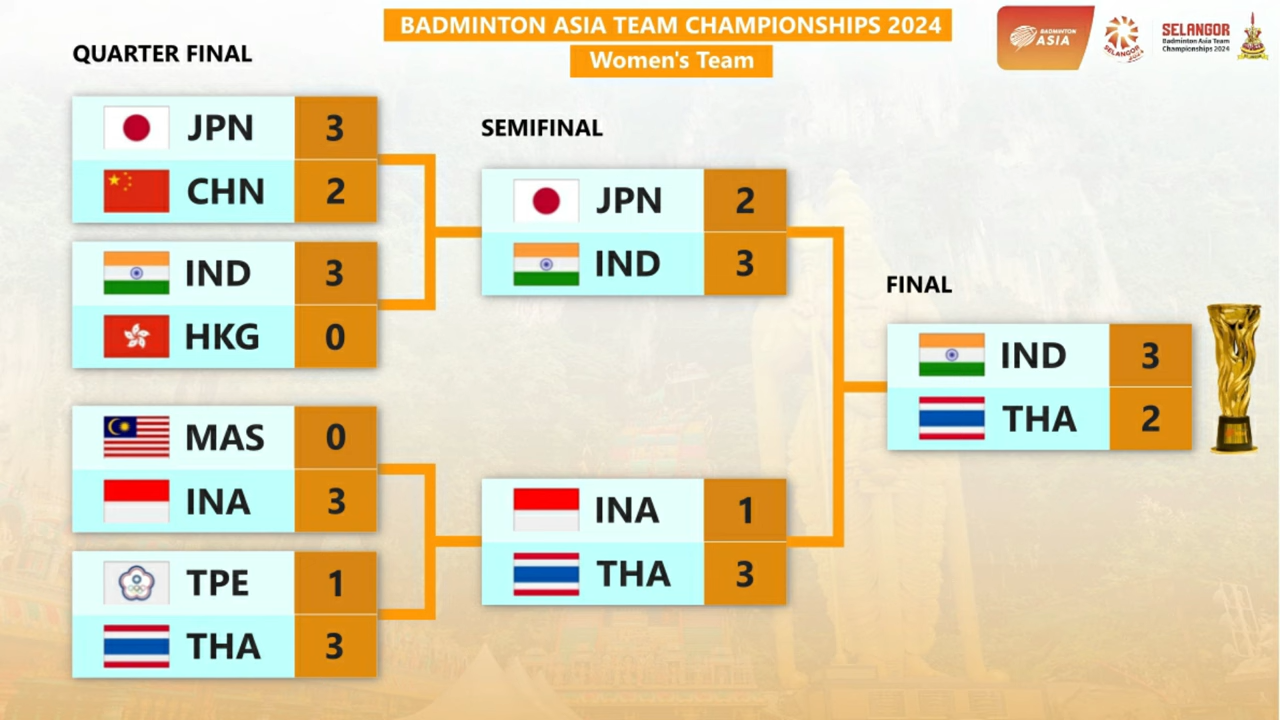 BADMINTON ASIA TEAM CHAMPIONSHIPS 2024
Women's Team
BADMINTON
ASIA
SELANGOR
SELANGOR
Badminton Asia Team
Championships 2024
QUARTER FINAL
JPN 3
CHN 2
IND 3
HKG 0
MAS 0
INA 3
TPE 1
THA 3
SEMIFINAL
JPN 2
IND 3
INA 1
THA 3
FINAL
IND 3
THA 2